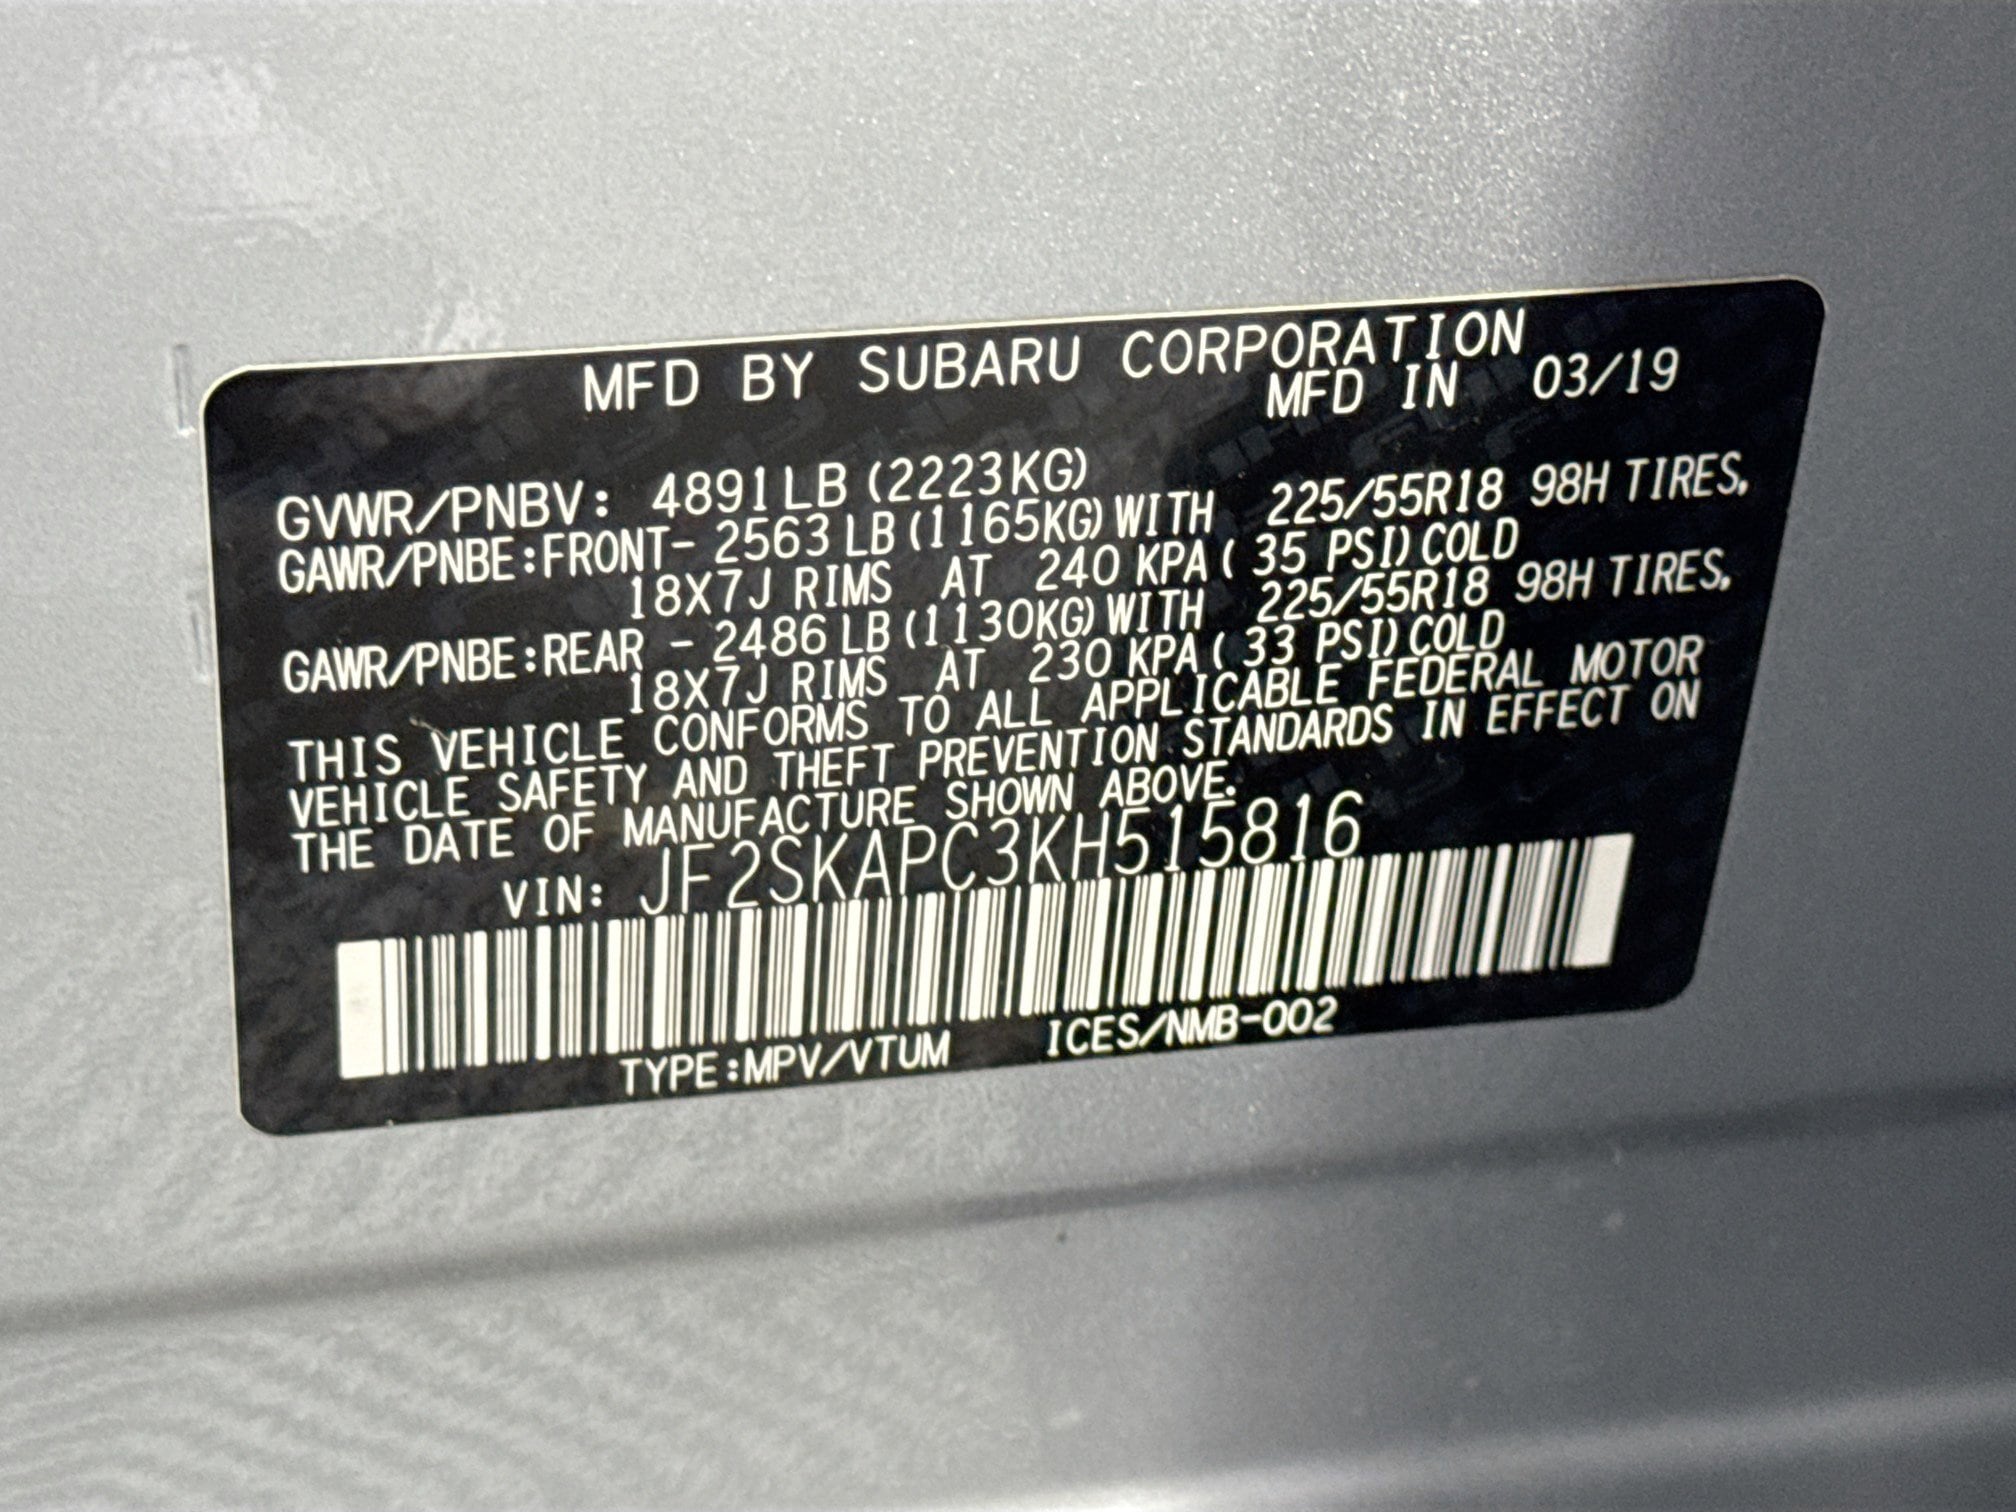 MFD BY SUBARU CORPORATION
MFD IN 03/19
GVWR/PNBV: 4891LB (2223KG)
GAWR/PNBE:FRONT- 2563 LB (1165KG) WITH 225/55R18 98H TIRES,
18X7J RIMS AT 240 KPA ( 35 PSI) COLD
GAWR/PNBE:REAR - 2486 LB (1130KG) WITH 225/55R18 98H TIRES,
18X7J RIMS AT 230 KPA ( 33 PSI) COLD
THIS VEHICLE CONFORMS TO ALL APPLICABLE FEDERAL MOTOR
VEHICLE SAFETY AND THEFT PREVENTION STANDARDS IN EFFECT ON
THE DATE OF MANUFACTURE SHOWN ABOVE.
VIN: JF2SKAPC3KH515816
TYPE:MPV/VTUM ICES/NMB-002